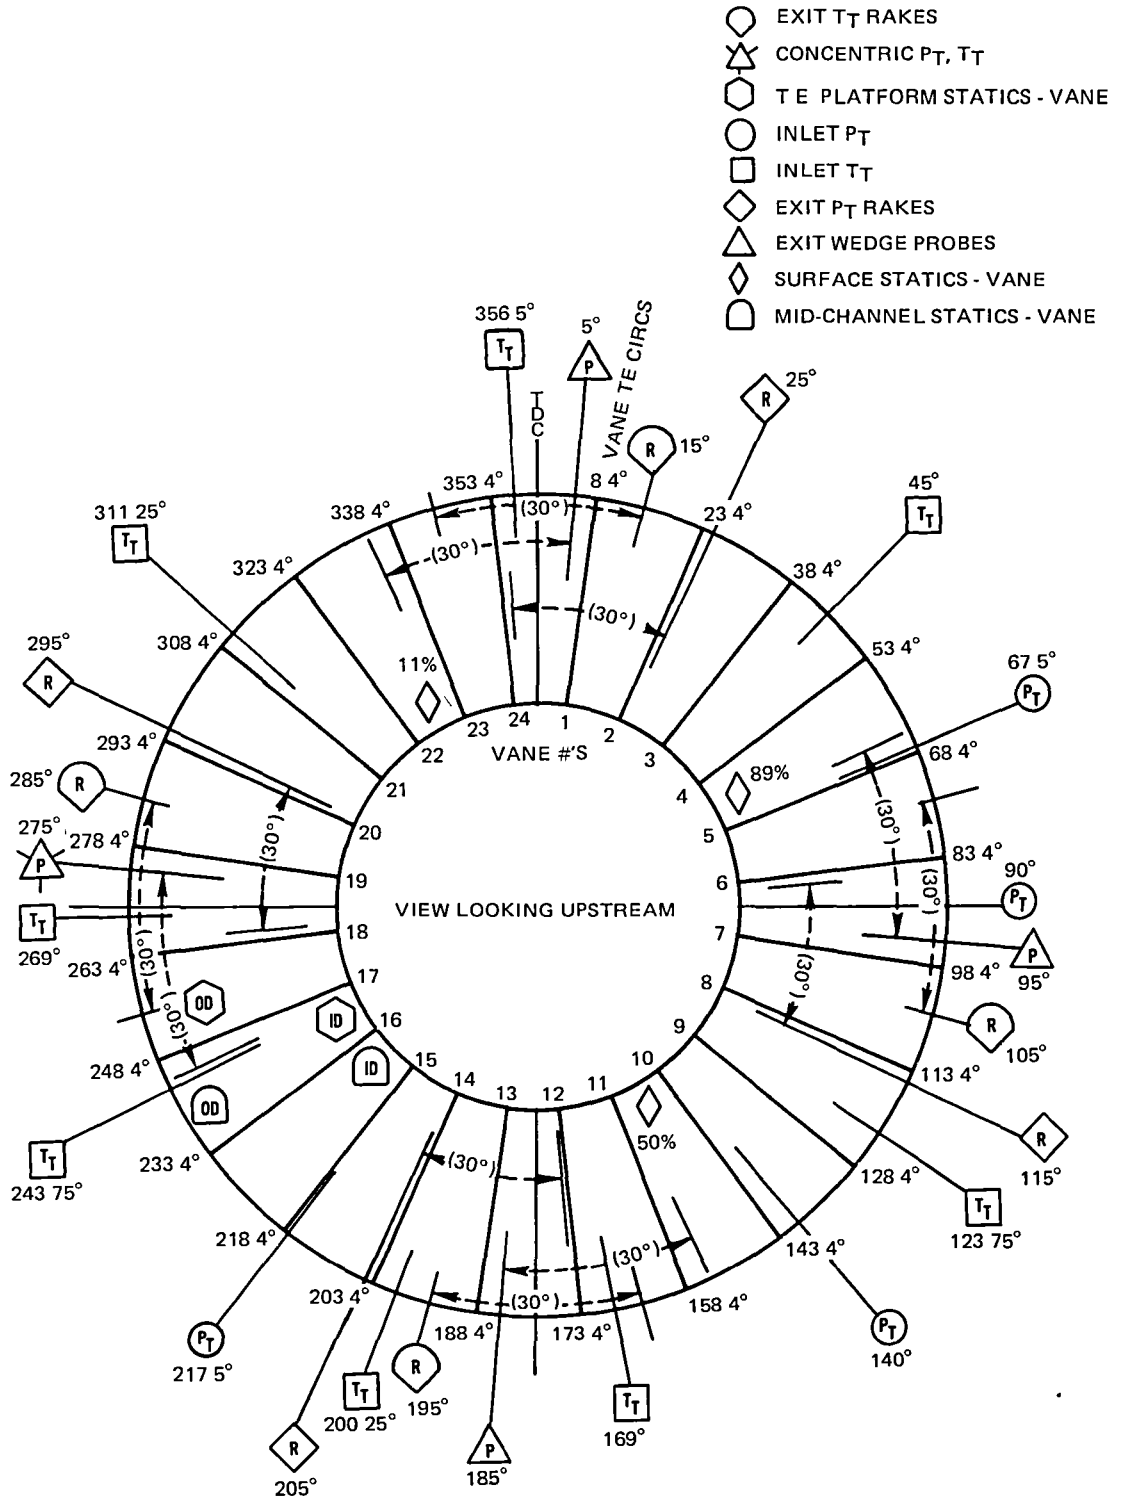 EXIT TT RAKES
CONCENTRIC PT, TT
T E PLATFORM STATICS - VANE
INLET PT
INLET TT
EXIT PT RAKES
EXIT WEDGE PROBES
SURFACE STATICS - VANE
MID-CHANNEL STATICS - VANE
356 5°
TT
5°
P
VANE TE CIRCS
TDC
25°
R
R
15°
353 4°
8 4°
(30°)
23 4°
45°
TT
338 4°
311 25°
TT
(30°)
323 4°
38 4°
(30°)
308 4°
53 4°
295°
R
11%
67 5°
PT
293 4°
68 4°
23
24
1
2
22
VANE #'S
3
285°
R
21
4
89%
275°
278 4°
P
20
5
(30°)
(30°)
83 4°
19
6
90°
PT
(30°)
TT
269°
VIEW LOOKING UPSTREAM
18
7
263 4°
(30°)
(30°)
98 4°
P
95°
17
8
OD
ID
(30°)
R
105°
16
9
248 4°
ID
15
10
113 4°
14
13
12
11
OD
50%
R
115°
TT
243 75°
233 4°
(30°)
128 4°
TT
123 75°
218 4°
(30°)
143 4°
203 4°
(30°)
158 4°
188 4°
173 4°
PT
217 5°
PT
140°
R
195°
TT
200 25°
TT
169°
R
205°
P
185°